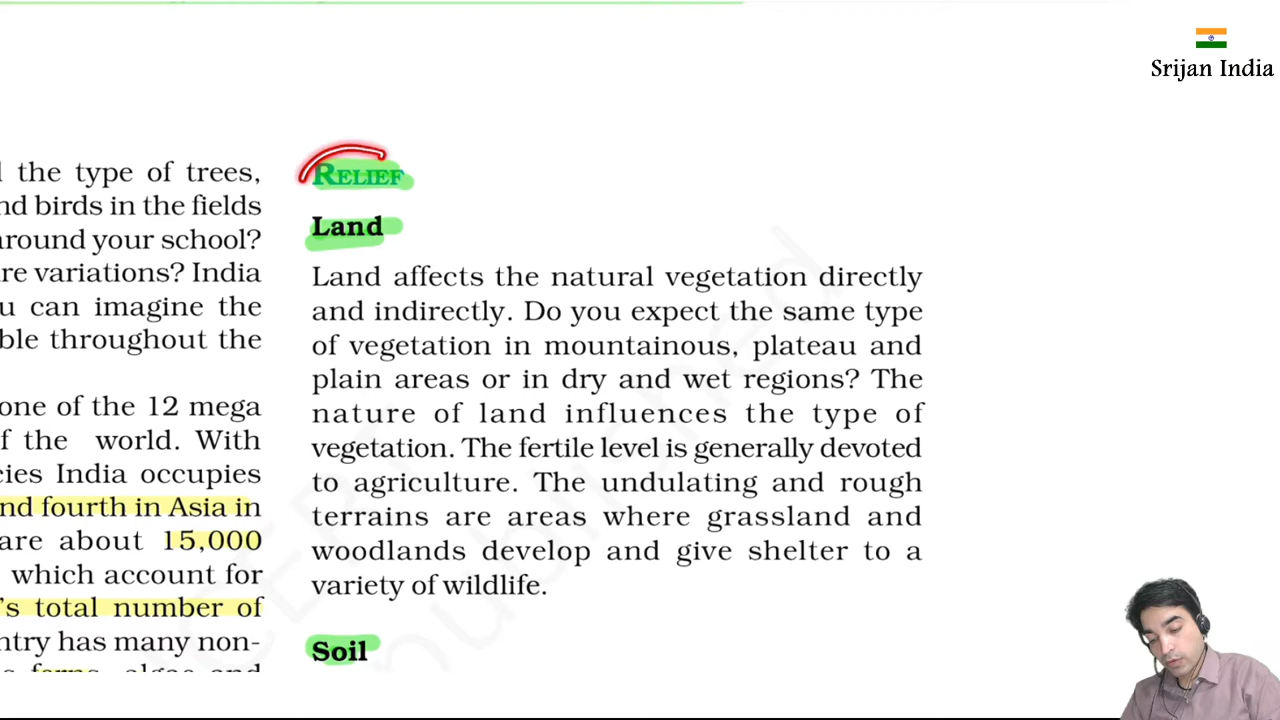 Srijan India
the type of trees,
birds in the fields
around your school?
variations? India
can imagine the
throughout the
one of the 12 mega
the world. With
India occupies
fourth in Asia in
are about 15,000
which account for
total number of
has many non-
ferns, algae and
RELIEF
Land
Land affects the natural vegetation directly
and indirectly. Do you expect the same type
of vegetation in mountainous, plateau and
plain areas or in dry and wet regions? The
nature of land influences the type of
vegetation. The fertile level is generally devoted
to agriculture. The undulating and rough
terrains are areas where grassland and
woodlands develop and give shelter to a
variety of wildlife.
Soil